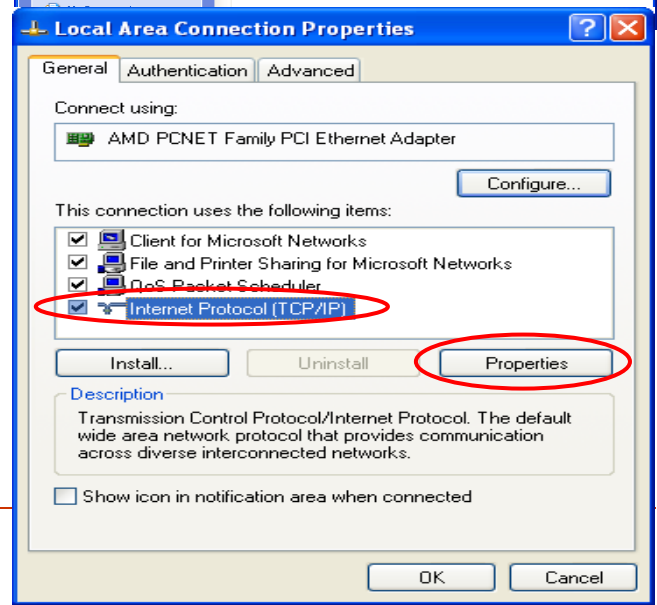 Local Area Connection Properties
General Authentication Advanced
Connect using:
AMD PCNET Family PCI Ethernet Adapter
Configure...
This connection uses the following items:
Client for Microsoft Networks
File and Printer Sharing for Microsoft Networks
QoS Packet Scheduler
Internet Protocol (TCP/IP)
Install... Uninstall Properties
Description
Transmission Control Protocol/Internet Protocol. The default
wide area network protocol that provides communication
across diverse interconnected networks.
Show icon in notification area when connected
OK Cancel